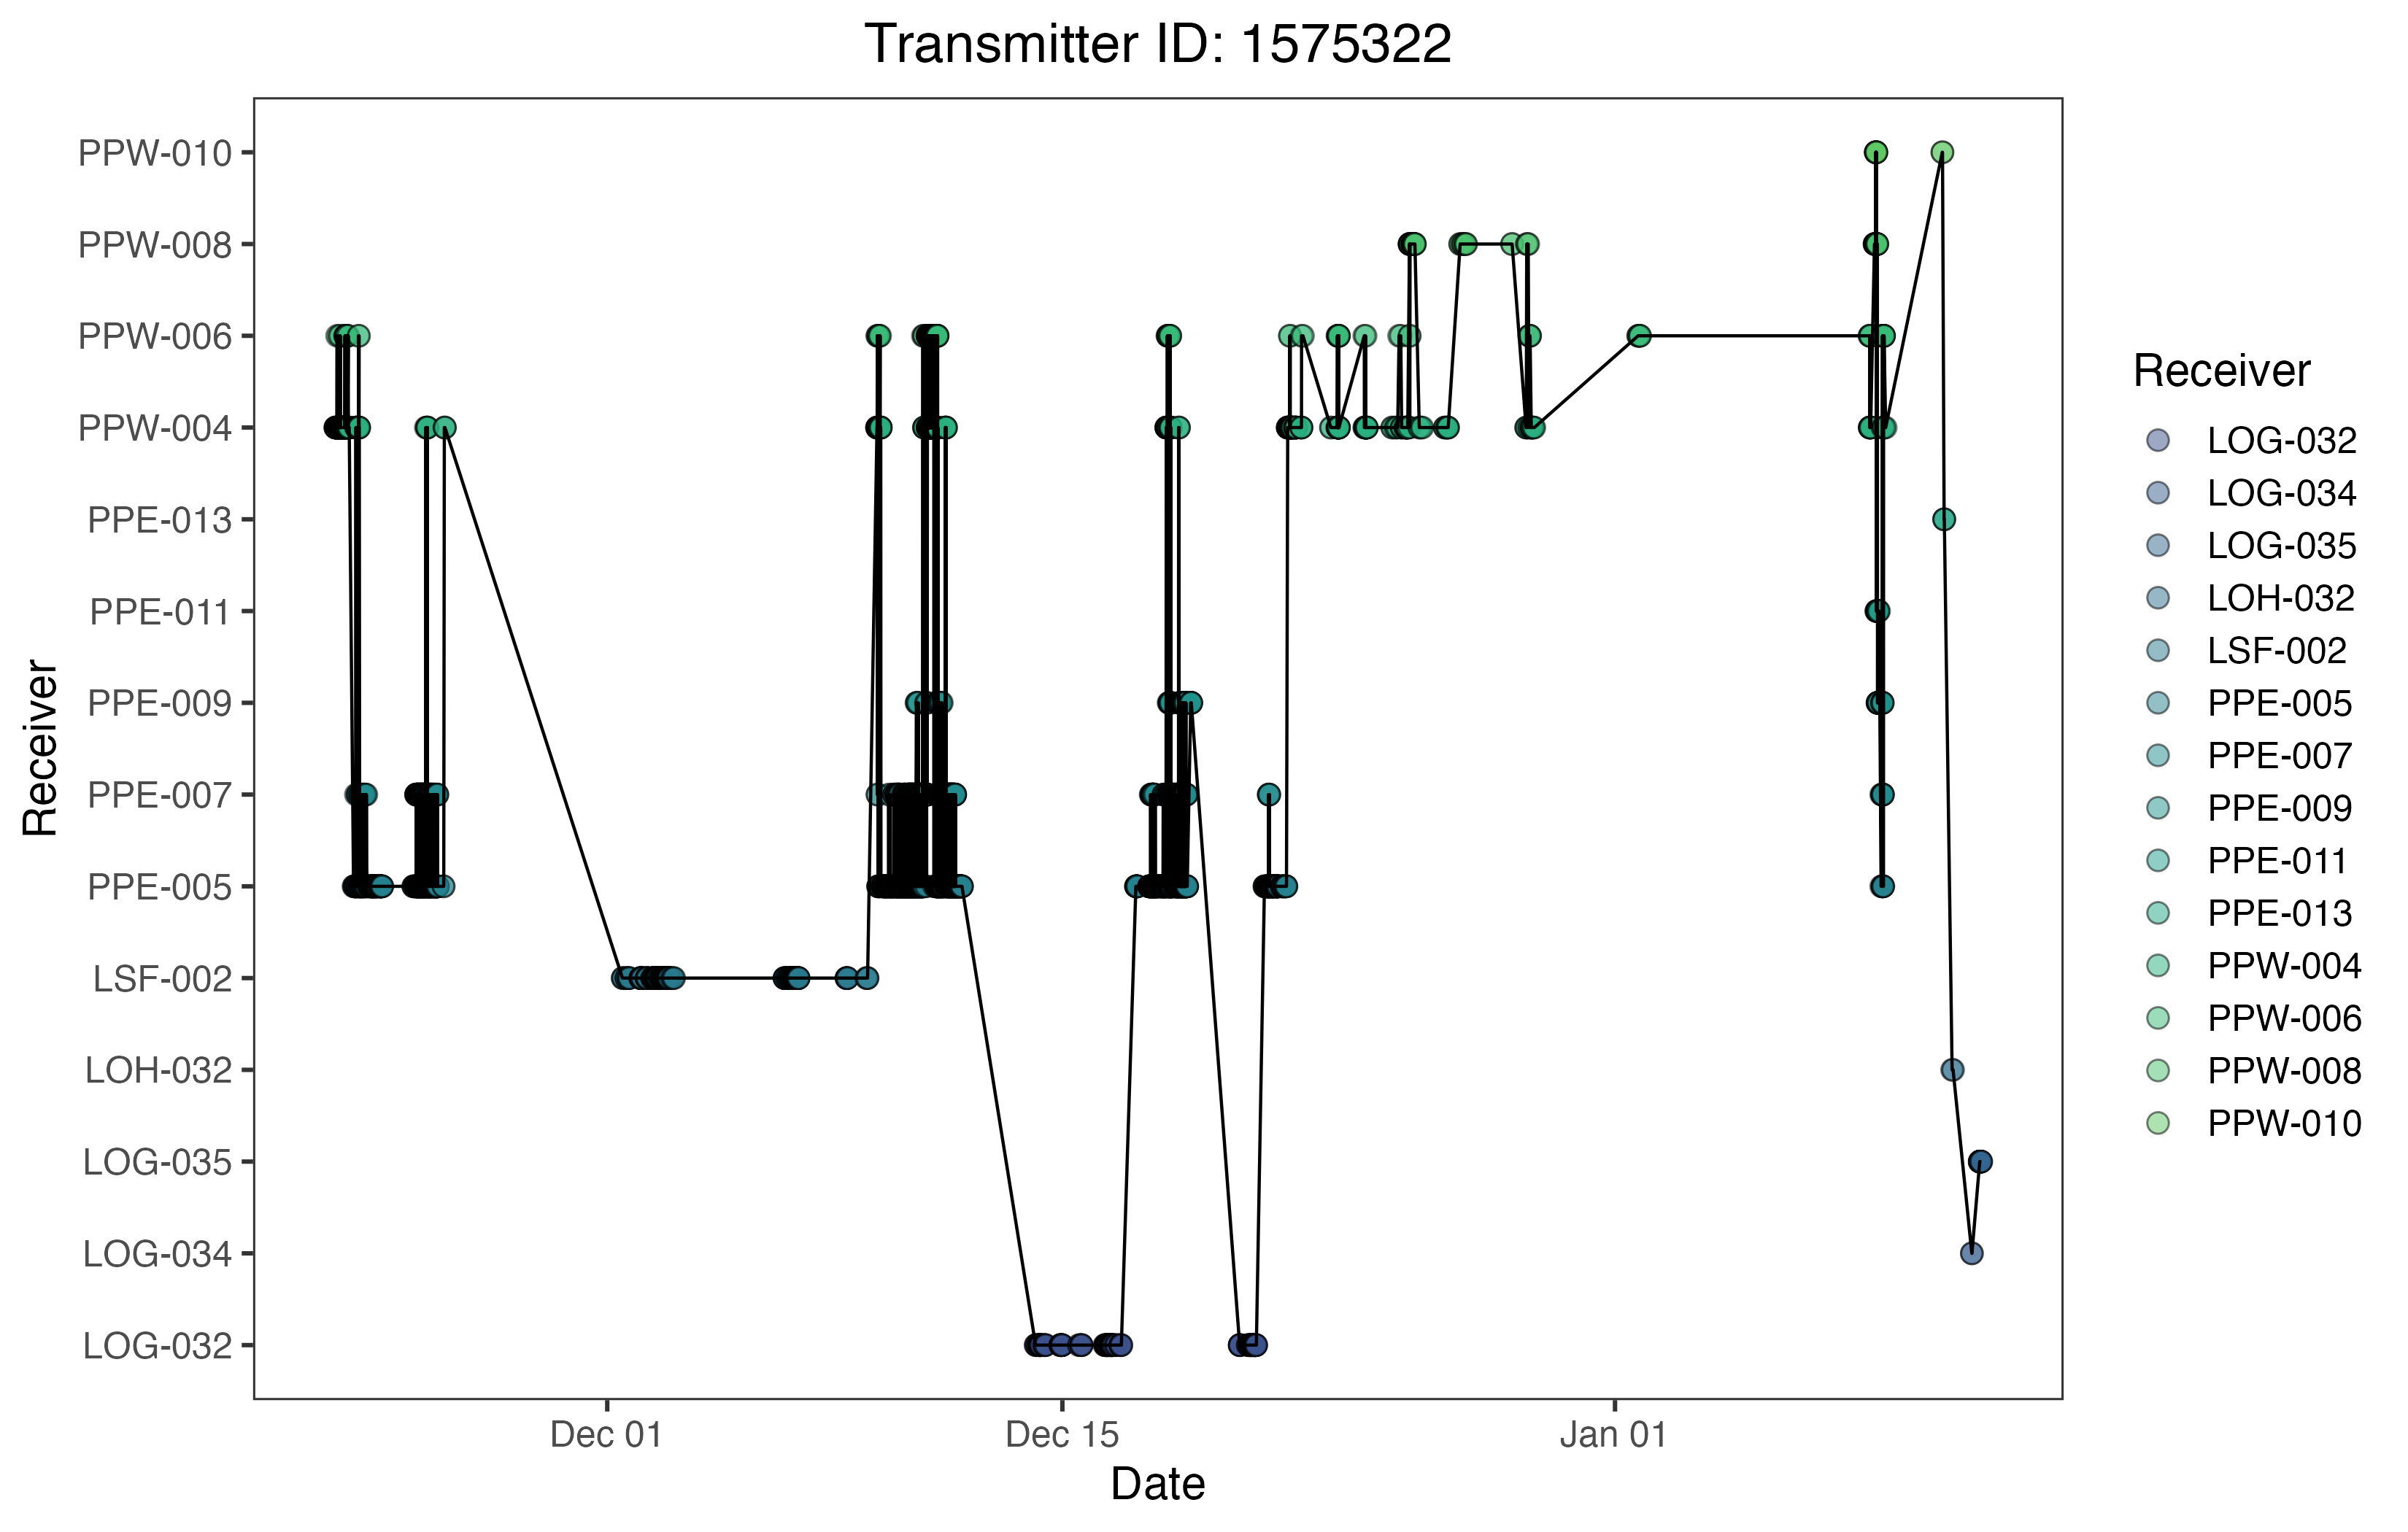 Transmitter ID: 1575322
Receiver
PPW-010
PPW-008
PPW-006
PPW-004
PPE-013
PPE-011
PPE-009
PPE-007
PPE-005
LSF-002
LOH-032
LOG-035
LOG-034
LOG-032
Dec 01
Dec 15
Jan 01
Date
Receiver
LOG-032
LOG-034
LOG-035
LOH-032
LSF-002
PPE-005
PPE-007
PPE-009
PPE-011
PPE-013
PPW-004
PPW-006
PPW-008
PPW-010